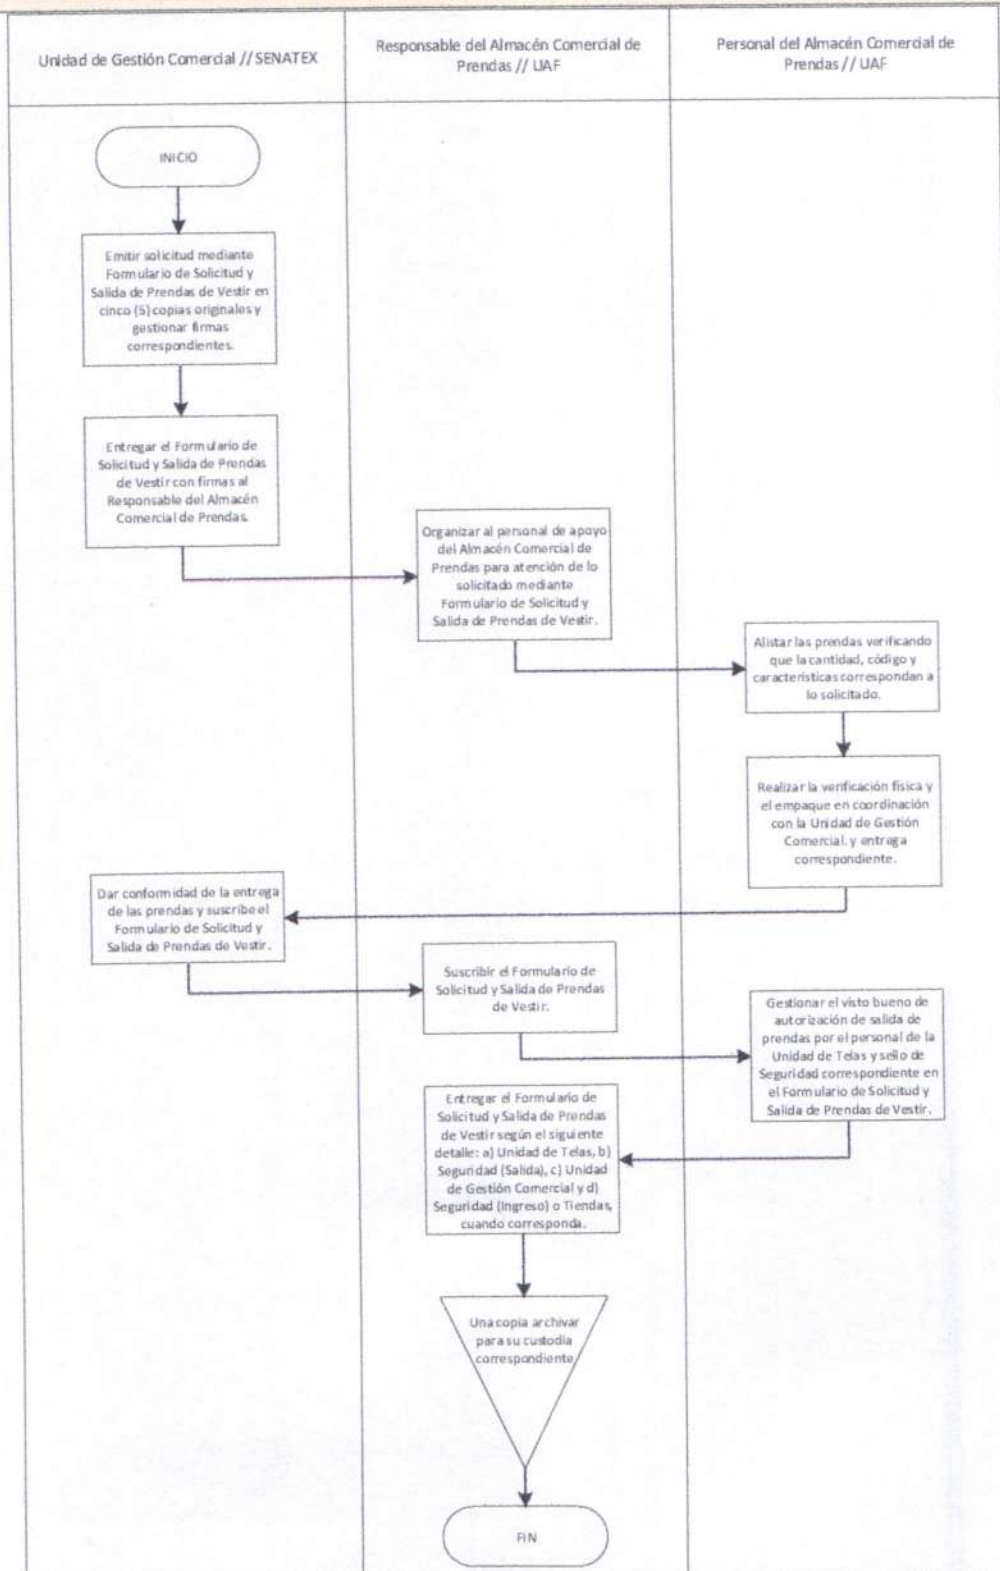 Unidad de Gestión Comercial // SENATEX
Responsable del Almacén Comercial de
Prendas // UAF
Personal del Almacén Comercial de
Prendas // UAF
INICIO
Emitir solicitud mediante
Formulario de Solicitud y
Salida de Prendas de Vestir en
cinco (5) copias originales y
gestionar firmas
correspondientes.
Entregar el Formulario de
Solicitud y Salida de Prendas
de Vestir con firmas al
Responsable del Almacén
Comercial de Prendas.
Organizar al personal de apoyo
del Almacén Comercial de
Prendas para atención de lo
solicitado mediante
Formulario de Solicitud y
Salida de Prendas de Vestir.
Alistar las prendas verificando
que la cantidad, código y
características correspondan a
lo solicitado.
Realizar la verificación física y
el empaque en coordinación
con la Unidad de Gestión
Comercial. y entrega
correspondiente.
Dar conformidad de la entrega
de las prendas y suscribe el
Formulario de Solicitud y
Salida de Prendas de Vestir.
Suscribir el Formulario de
Solicitud y Salida de Prendas
de Vestir.
Gestionar el visto bueno de
autorización de salida de
prendas por el personal de la
Unidad de Telas y sello de
Seguridad correspondiente en
el Formulario de Solicitud y
Salida de Prendas de Vestir.
Entregar el Formulario de
Solicitud y Salida de Prendas
de Vestir según el siguiente
detalle: a) Unidad de Telas, b)
Seguridad (Salida), c) Unidad
de Gestión Comercial y d)
Seguridad (Ingreso) o Tiendas,
cuando corresponda.
Una copia archivar
para su custodia
correspondiente
FIN